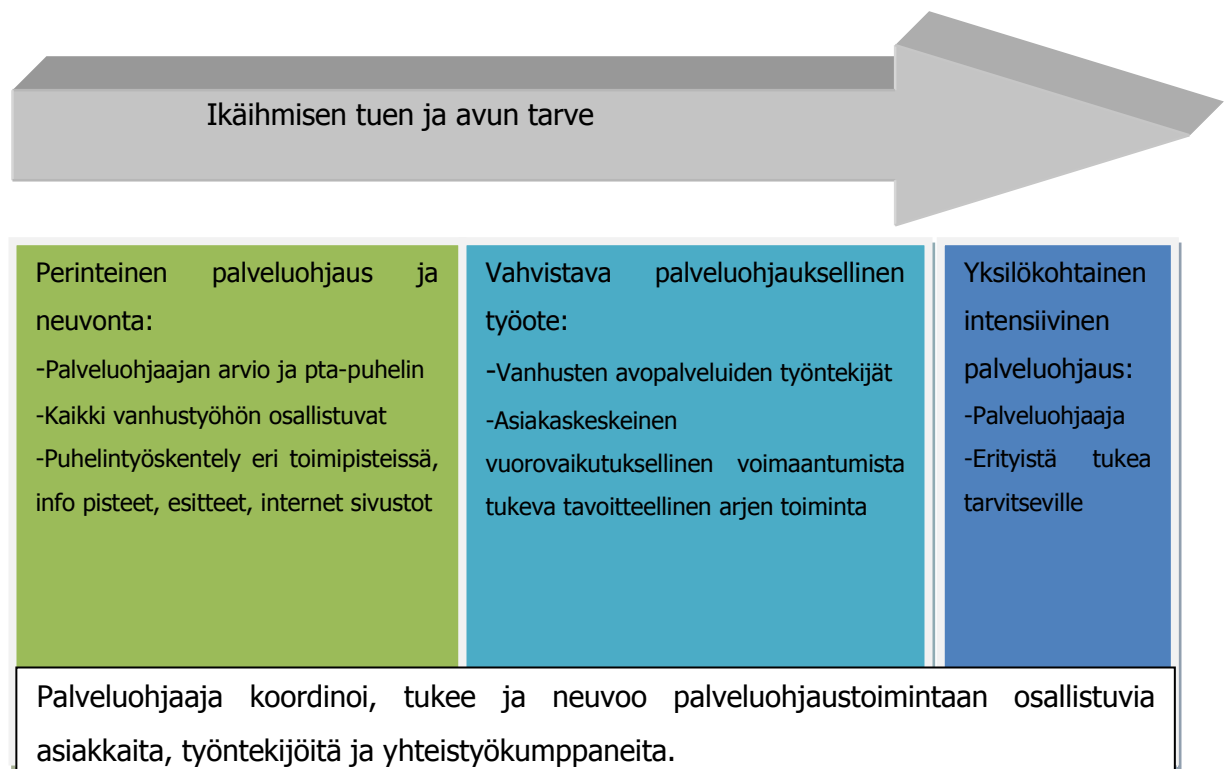 Ikäihmisen tuen ja avun tarve
Perinteinen palveluohjaus ja
neuvonta:
-Palveluohjaajan arvio ja pta-puhelin
-Kaikki vanhustyöhön osallistuvat
-Puhelintyöskentely eri toimipisteissä,
info pisteet, esitteet, internet sivustot
Vahvistava palveluohjauksellinen
työote:
-Vanhusten avopalveluiden työntekijät
-Asiakaskeskeinen
vuorovaikutuksellinen voimaantumista
tukeva tavoitteellinen arjen toiminta
Yksilökohtainen
intensiivinen
palveluohjaus:
-Palveluohjaaja
-Erityistä tukea
tarvitseville
Palveluohjaaja koordinoi, tukee ja neuvoo palveluohjaustoimintaan osallistuvia
asiakkaita, työntekijöitä ja yhteistyökumppaneita.